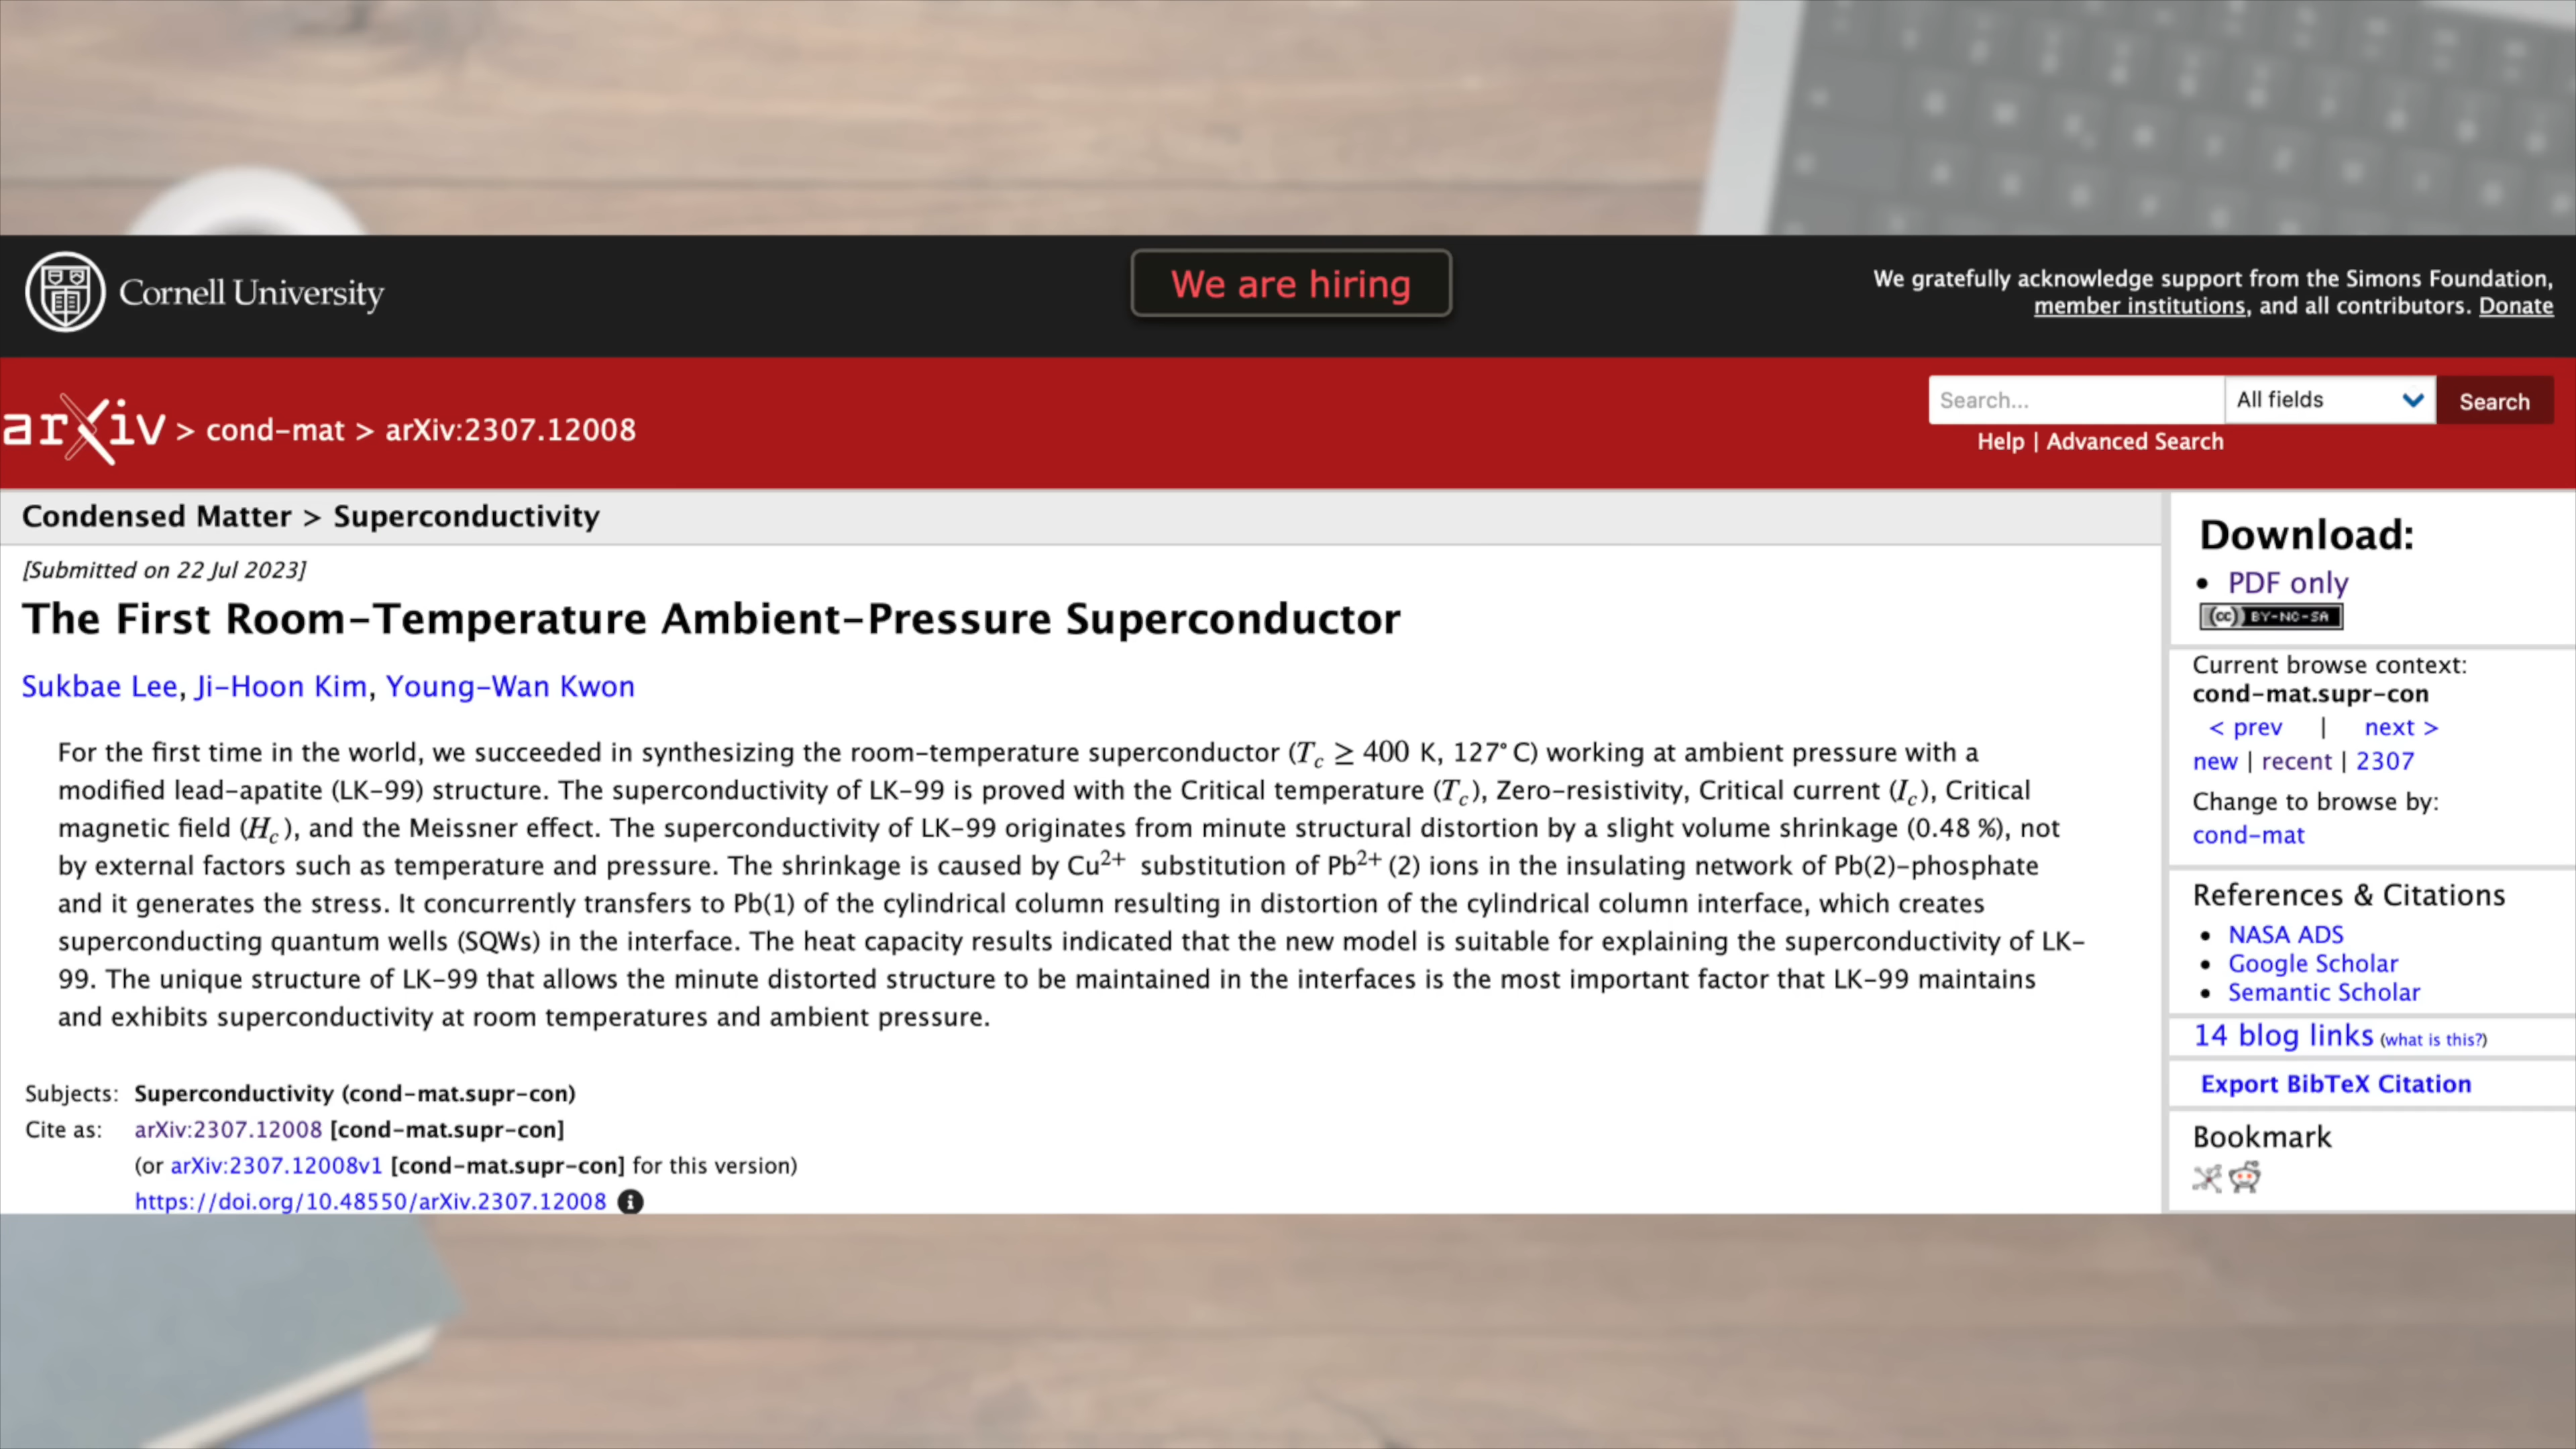 Cornell University
We are hiring
We gratefully acknowledge support from the Simons Foundation,
member institutions, and all contributors. Donate
arXiv > cond-mat > arXiv:2307.12008
Search...
All fields
Search
Help | Advanced Search
Condensed Matter > Superconductivity
[Submitted on 22 Jul 2023]
The First Room-Temperature Ambient-Pressure Superconductor
Sukbae Lee, Ji-Hoon Kim, Young-Wan Kwon
For the first time in the world, we succeeded in synthesizing the room-temperature superconductor (T_c ≥ 400 K, 127°C) working at ambient pressure with a
modified lead-apatite (LK-99) structure. The superconductivity of LK-99 is proved with the Critical temperature (T_c), Zero-resistivity, Critical current (I_c), Critical
magnetic field (H_c), and the Meissner effect. The superconductivity of LK-99 originates from minute structural distortion by a slight volume shrinkage (0.48 %), not
by external factors such as temperature and pressure. The shrinkage is caused by Cu²⁺ substitution of Pb²⁺(2) ions in the insulating network of Pb(2)-phosphate
and it generates the stress. It concurrently transfers to Pb(1) of the cylindrical column resulting in distortion of the cylindrical column interface, which creates
superconducting quantum wells (SQWs) in the interface. The heat capacity results indicated that the new model is suitable for explaining the superconductivity of LK-
99. The unique structure of LK-99 that allows the minute distorted structure to be maintained in the interfaces is the most important factor that LK-99 maintains
and exhibits superconductivity at room temperatures and ambient pressure.
Subjects: Superconductivity (cond-mat.supr-con)
Cite as: arXiv:2307.12008 [cond-mat.supr-con]
(or arXiv:2307.12008v1 [cond-mat.supr-con] for this version)
https://doi.org/10.48550/arXiv.2307.12008
Download:
• PDF only
(cc) BY-NC-SA
Current browse context:
cond-mat.supr-con
< prev | next >
new | recent | 2307
Change to browse by:
cond-mat
References & Citations
• NASA ADS
• Google Scholar
• Semantic Scholar
14 blog links (what is this?)
Export BibTeX Citation
Bookmark